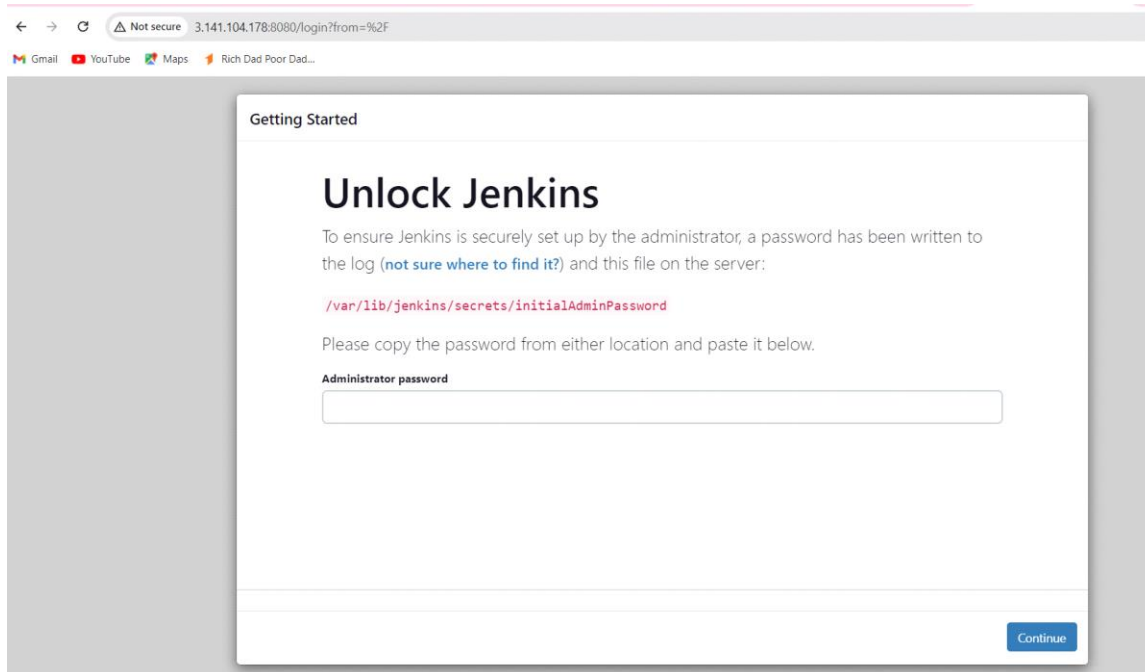 Not secure 3.141.104.178:8080/login?from=%2F
Gmail YouTube Maps Rich Dad Poor Dad...
Getting Started
Unlock Jenkins
To ensure Jenkins is securely set up by the administrator, a password has been written to
the log (not sure where to find it?) and this file on the server:
/var/lib/jenkins/secrets/initialAdminPassword
Please copy the password from either location and paste it below.
Administrator password
Continue